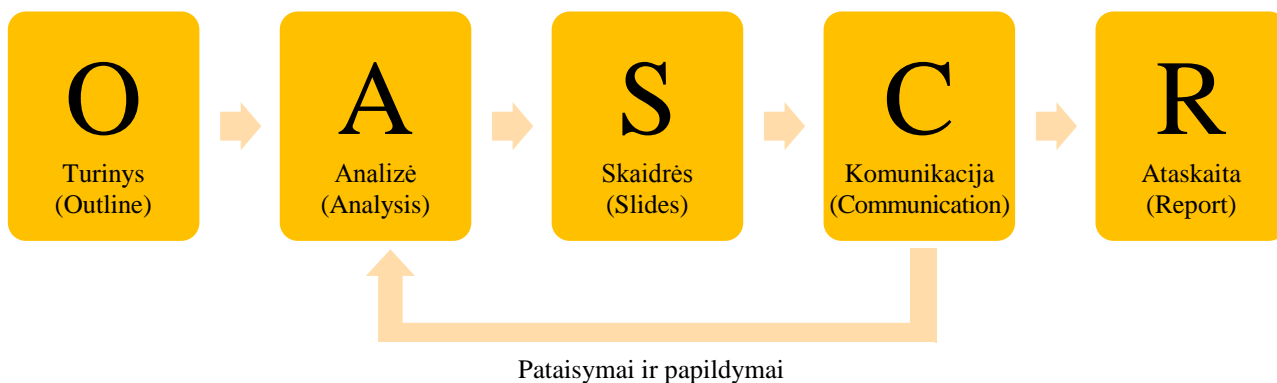 O
Turinys
(Outline)
A
Analizė
(Analysis)
S
Skaidrės
(Slides)
C
Komunikacija
(Communication)
R
Ataskaita
(Report)
Pataisymai ir papildymai